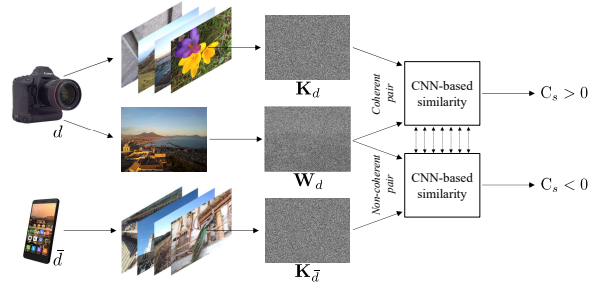 d
K_d
Coherent pair
CNN-based
similarity
C_s > 0
W_d
Non-coherent pair
CNN-based
similarity
C_s < 0
d̄
K_d̄